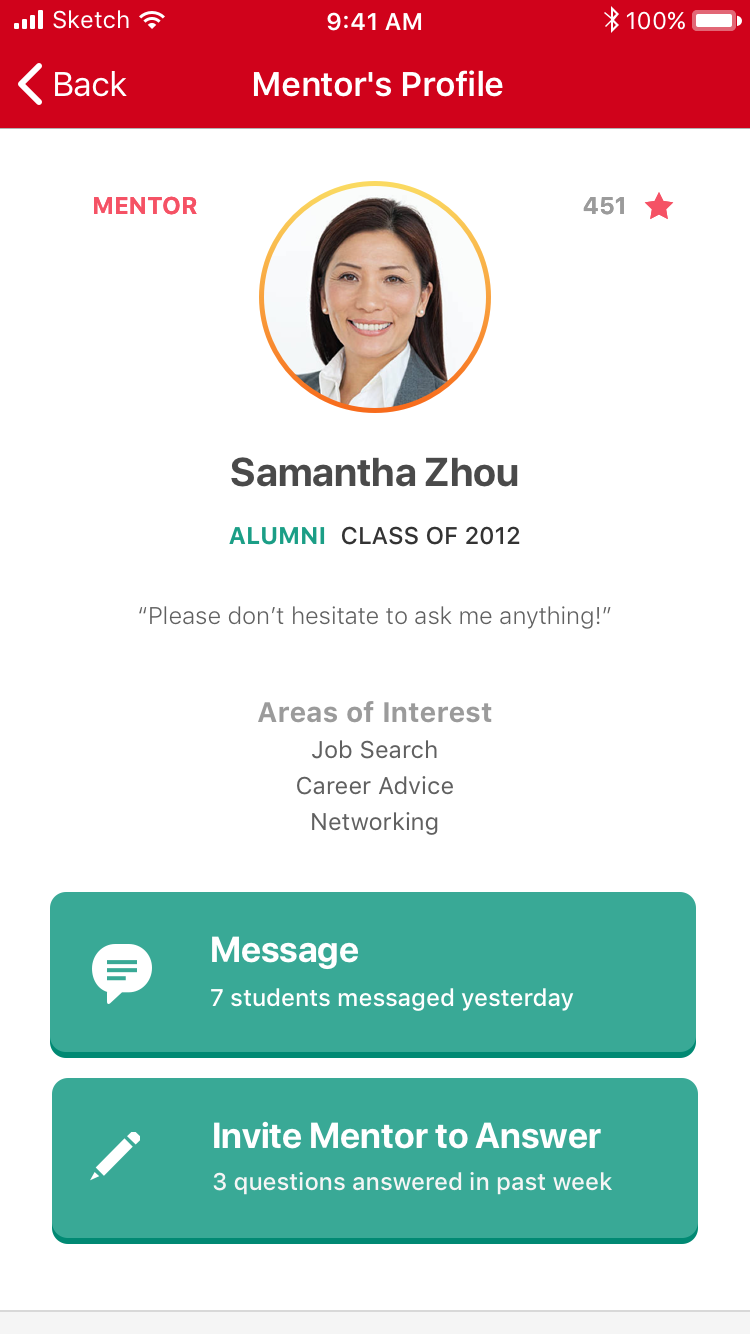 Sketch 9:41 AM 100%
Back Mentor's Profile
MENTOR 451
Samantha Zhou
ALUMNI CLASS OF 2012
“Please don’t hesitate to ask me anything!”
Areas of Interest
Job Search
Career Advice
Networking
Message
7 students messaged yesterday
Invite Mentor to Answer
3 questions answered in past week